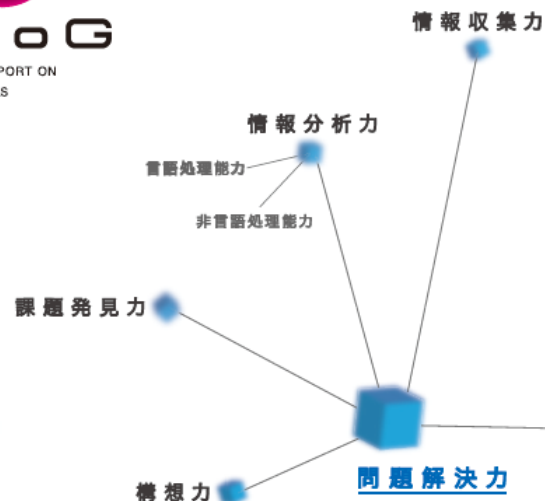 oG
PORT ON
S
情報収集力
情報分析力
言語処理能力
非言語処理能力
課題発見力
問題解決力
構想力